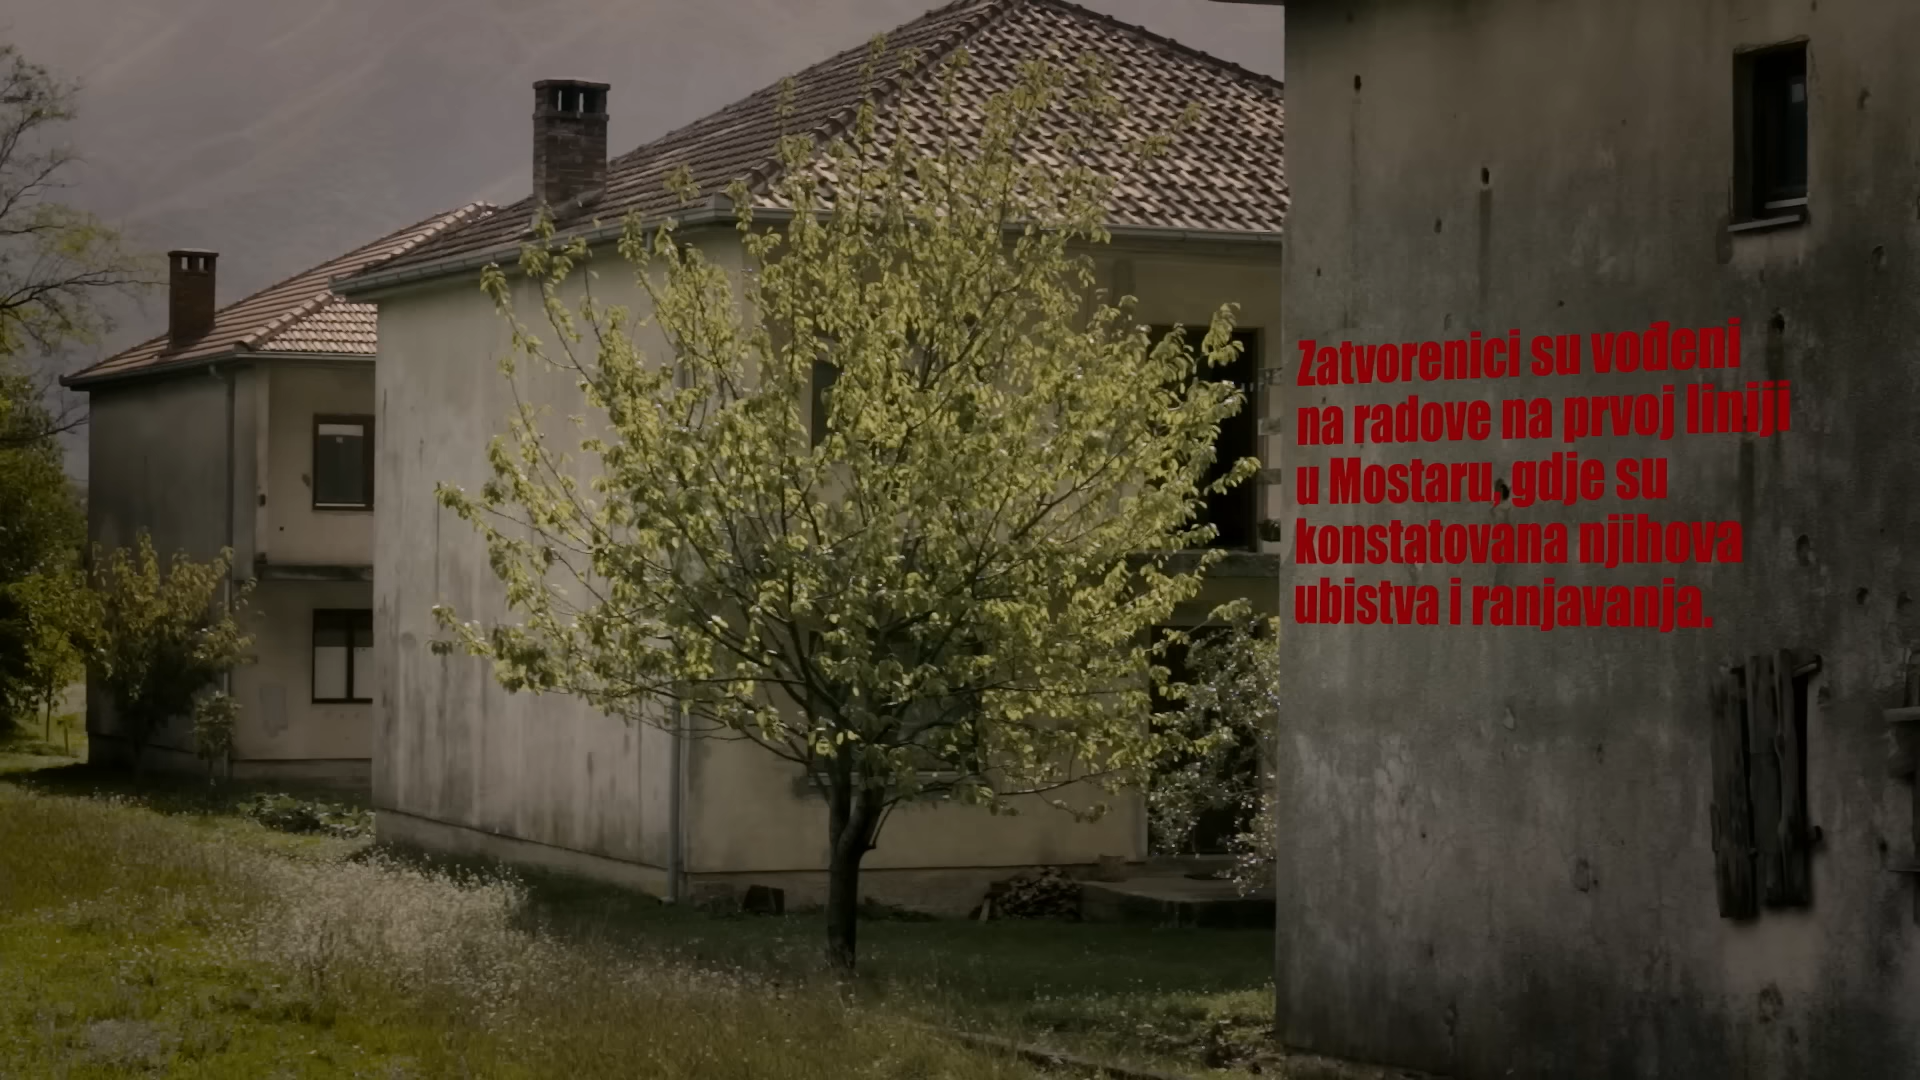 Zatvorenici su vođeni
na radove na prvoj liniji
u Mostaru, gdje su
konstatovana njihova
ubistva i ranjavanja.